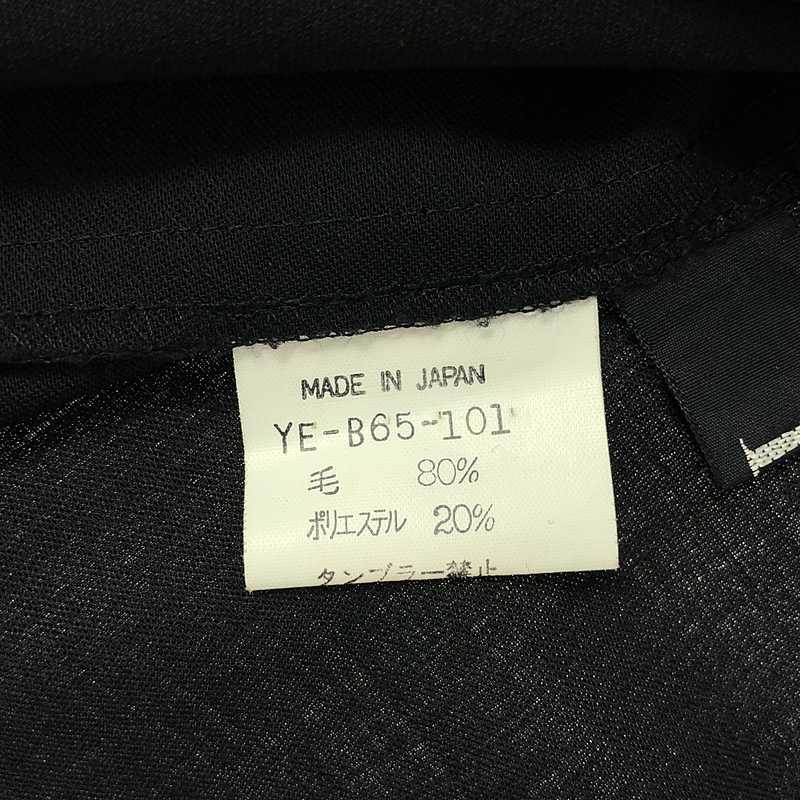 MADE IN JAPAN
YE-B65-101
毛 80%
ポリエステル 20%
タンブラー禁止